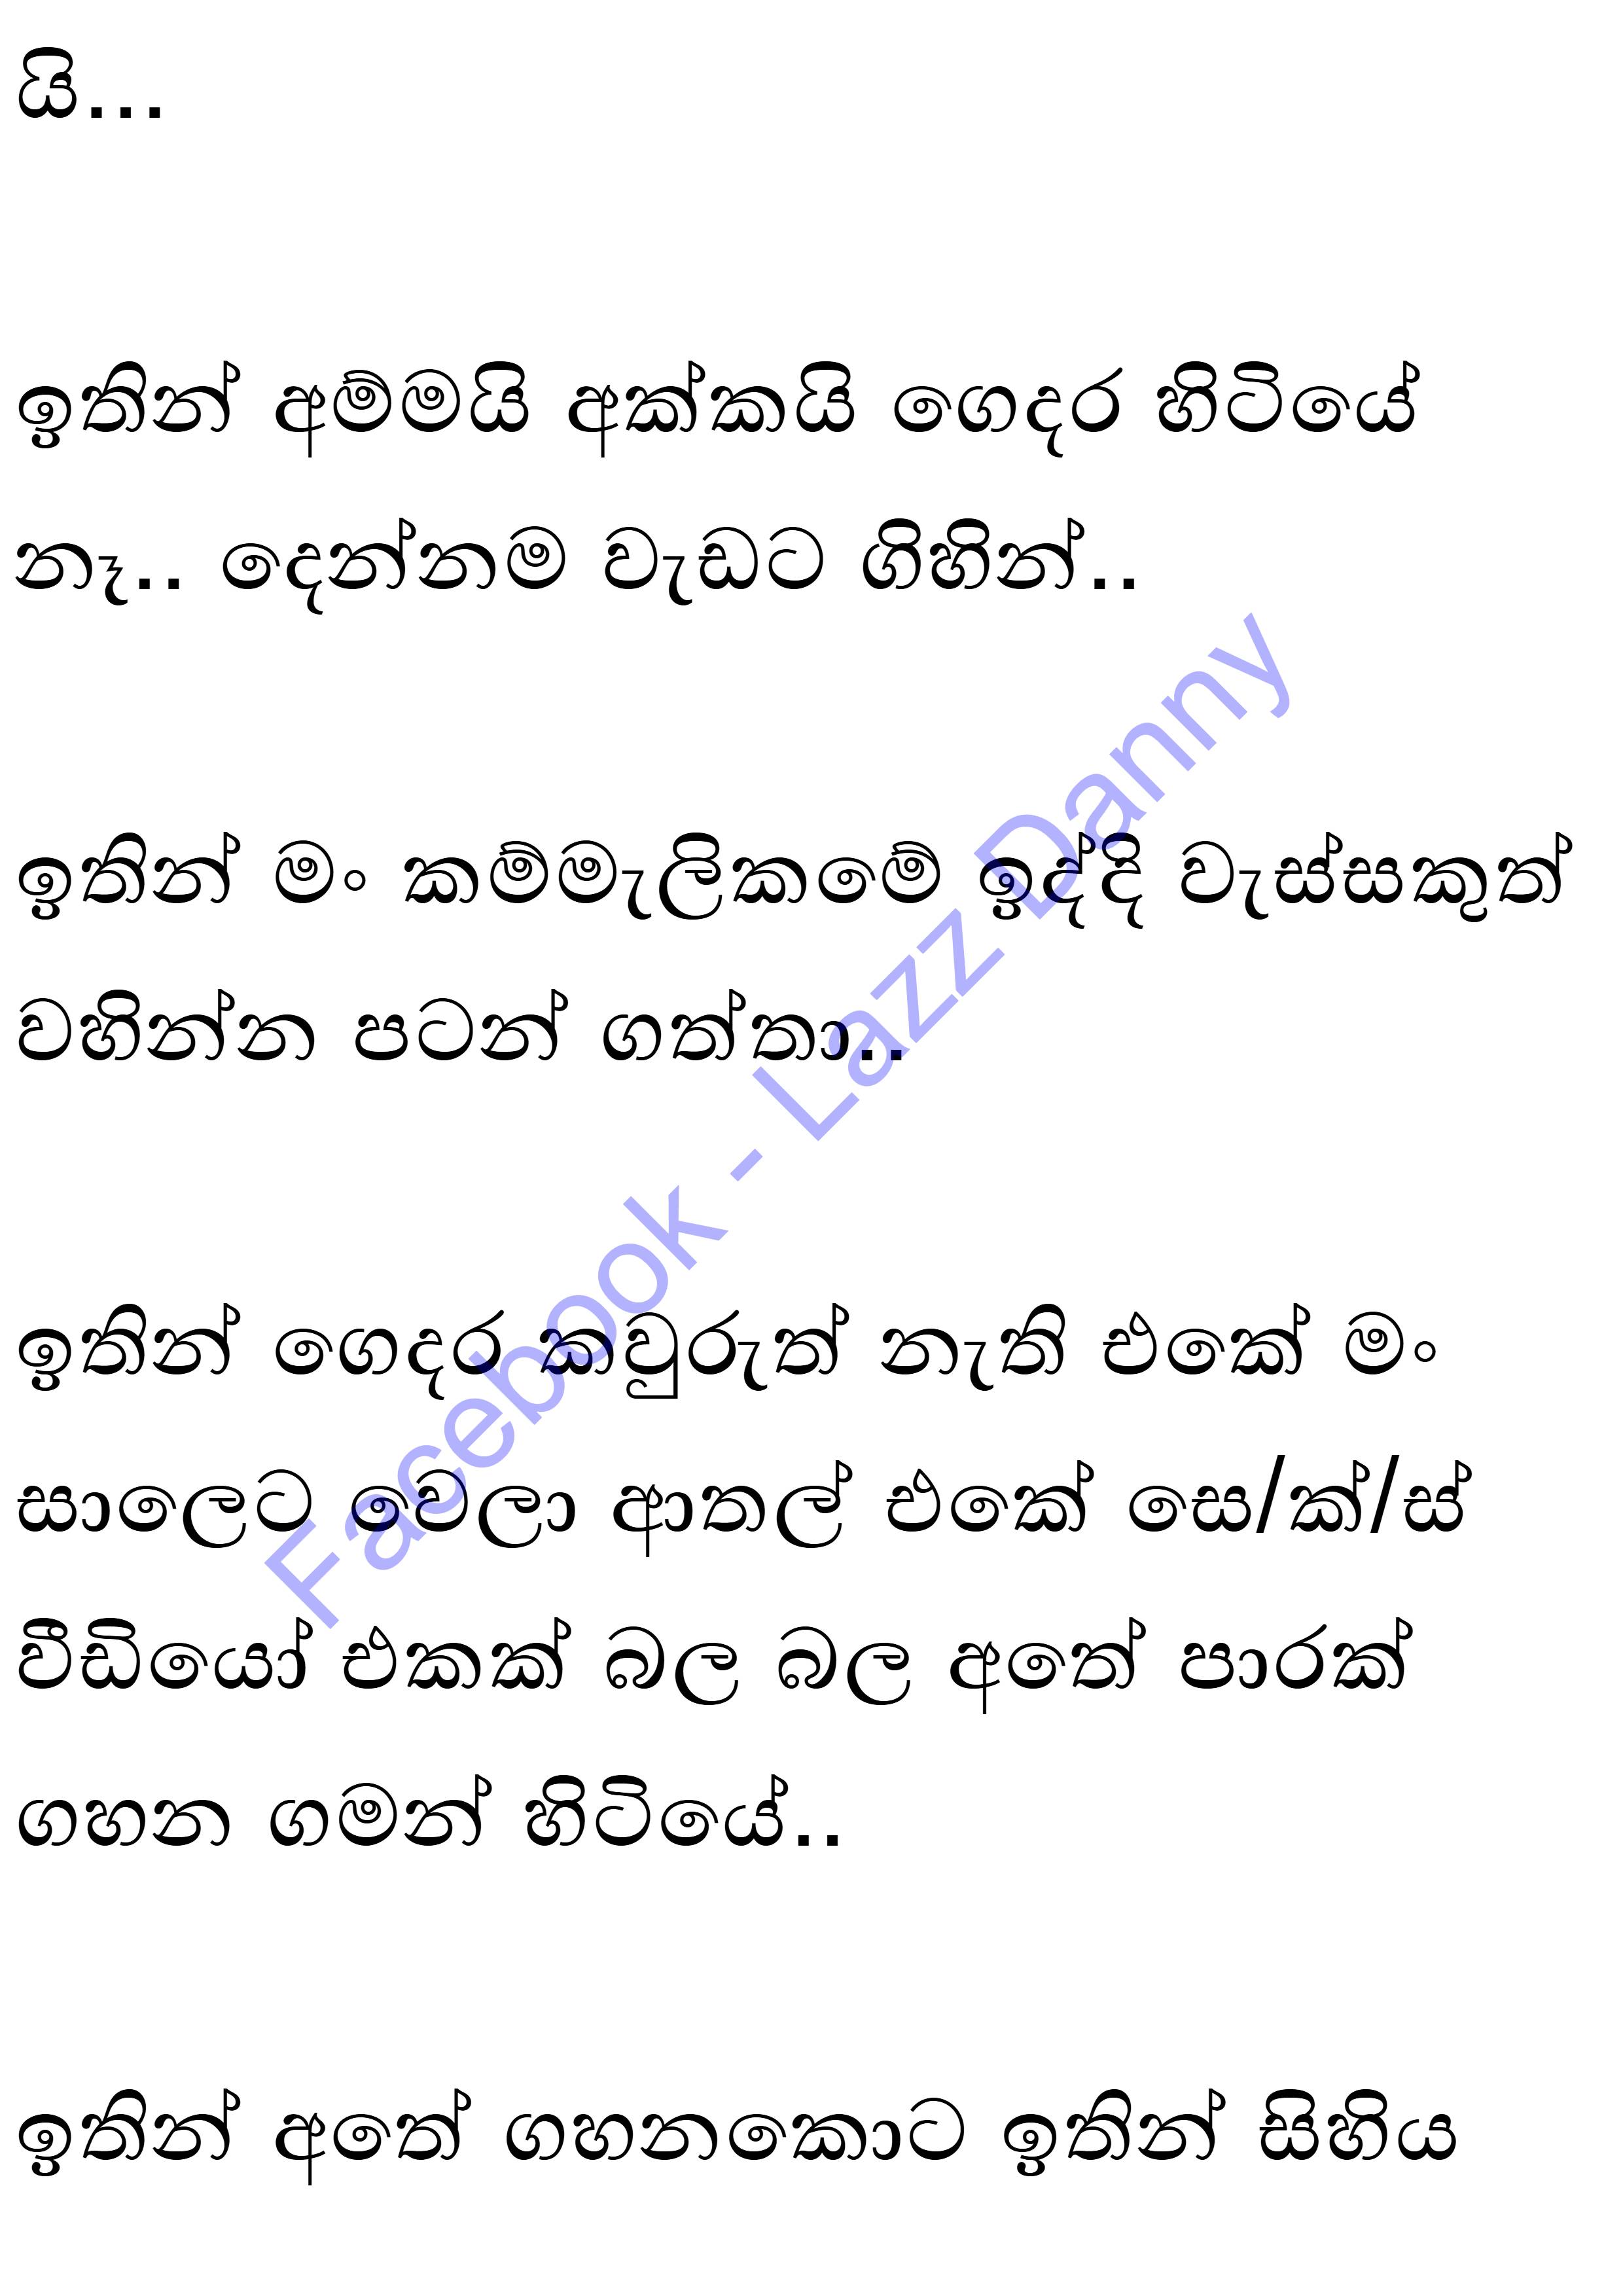 යි...
ඉතින් අම්මයි අක්කයි ගෙදර හිටියේ
නෑ.. දෙන්නම වැඩට ගිහින්..
ඉතින් මං කම්මැලිකමේ ඉද්දි වැස්සකුත්
වහින්න පටන් ගත්තා..
ඉතින් ගෙදර කවුරුත් නැති එකේ මං
සාලෙට වෙලා ආතල් එකේ සෙ/ක්/ස්
වීඩියෝ එකක් බල බල අතේ පාරක්
ගහන ගමන් හිටියේ..
ඉතින් අතේ ගහනකොට ඉතින් සිහිය
Facebook - Lazz Danny